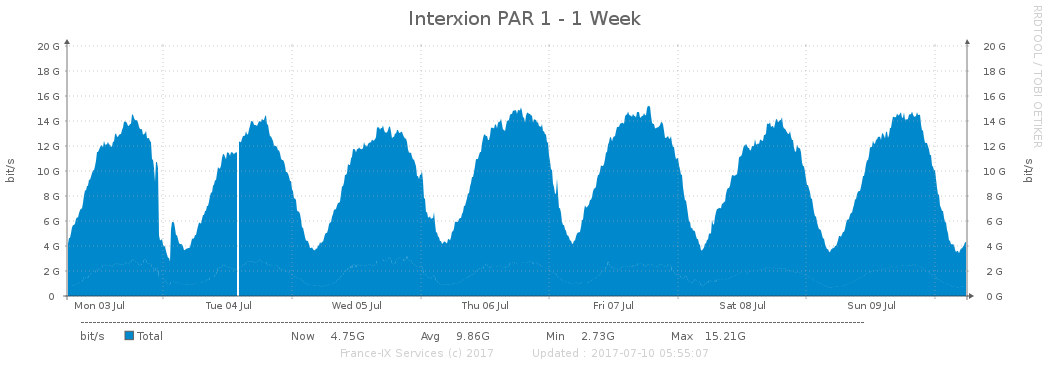 Interxion PAR 1 - 1 Week
RRDTOOL / TOBI OETIKER
bit/s
20 G 20 G
18 G 18 G
16 G 16 G
14 G 14 G
12 G 12 G
10 G 10 G
8 G 8 G
6 G 6 G
4 G 4 G
2 G 2 G
0 0 G
bit/s
Mon 03 Jul Tue 04 Jul Wed 05 Jul Thu 06 Jul Fri 07 Jul Sat 08 Jul Sun 09 Jul
bit/s Total Now 4.75G Avg 9.86G Min 2.73G Max 15.21G
France-IX Services (c) 2017 Updated : 2017-07-10 05:55:07